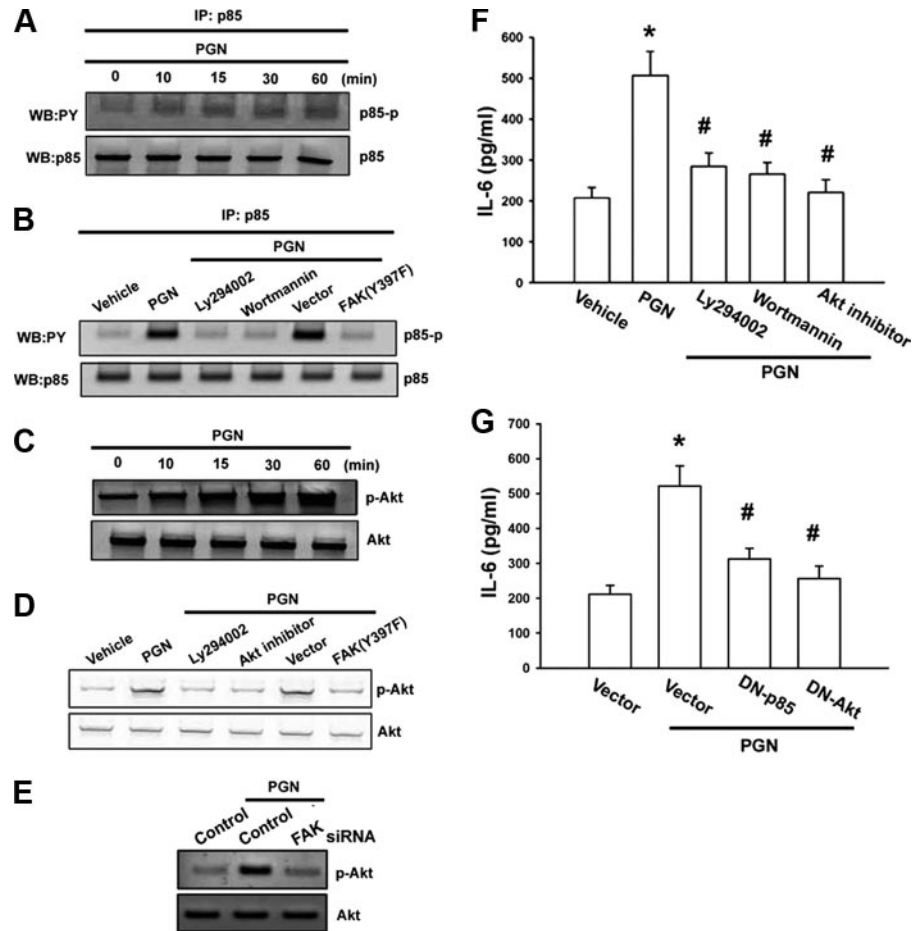 A
IP: p85
PGN
0 10 15 30 60 (min)
WB:PY p85-p
WB:p85 p85
B
IP: p85
PGN
Vehicle PGN Ly294002 Wortmannin Vector FAK(Y397F)
WB:PY p85-p
WB:p85 p85
C
PGN
0 10 15 30 60 (min)
p-Akt
Akt
D
PGN
Vehicle PGN Ly294002 Akt inhibitor Vector FAK(Y397F)
p-Akt
Akt
E
PGN
Control Control FAK siRNA
p-Akt
Akt
F
IL-6 (pg/ml)
700
600
500
400
300
200
100
0
*
# # #
Vehicle PGN Ly294002 Wortmannin Akt inhibitor
PGN
G
IL-6 (pg/ml)
700
600
500
400
300
200
100
0
*
# #
Vector Vector DN-p85 DN-Akt
PGN